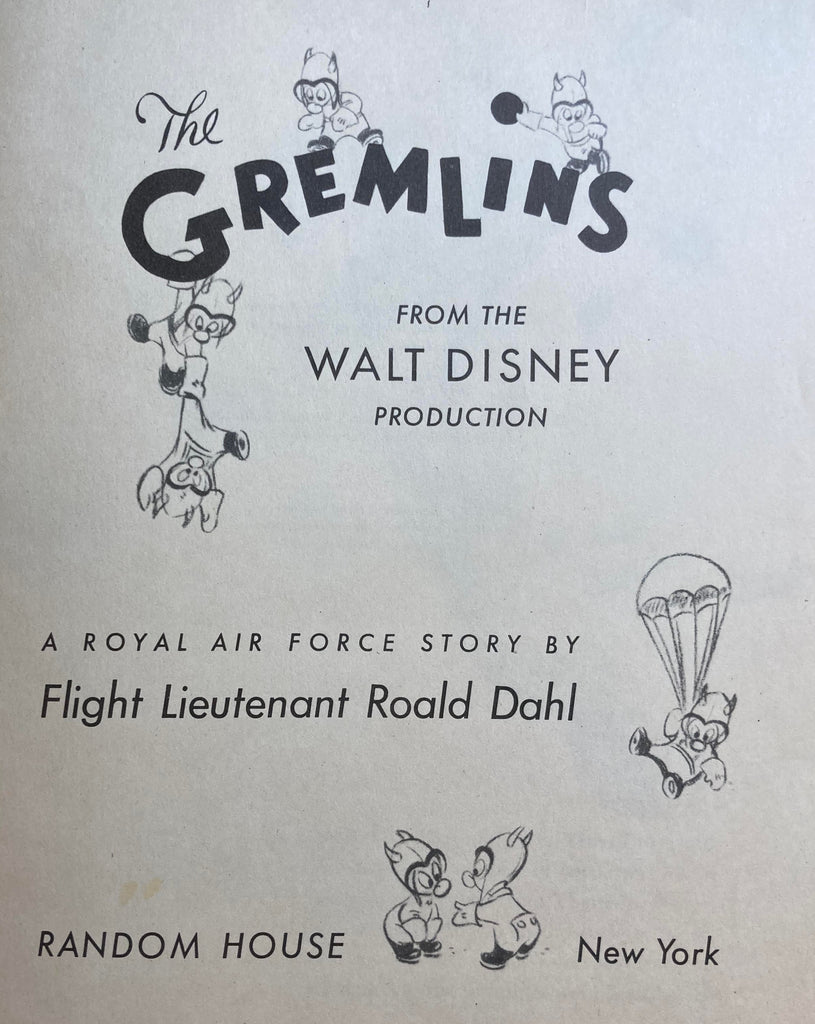 The
GREMLINS
FROM THE
WALT DISNEY
PRODUCTION
A ROYAL AIR FORCE STORY BY
Flight Lieutenant Roald Dahl
RANDOM HOUSE New York